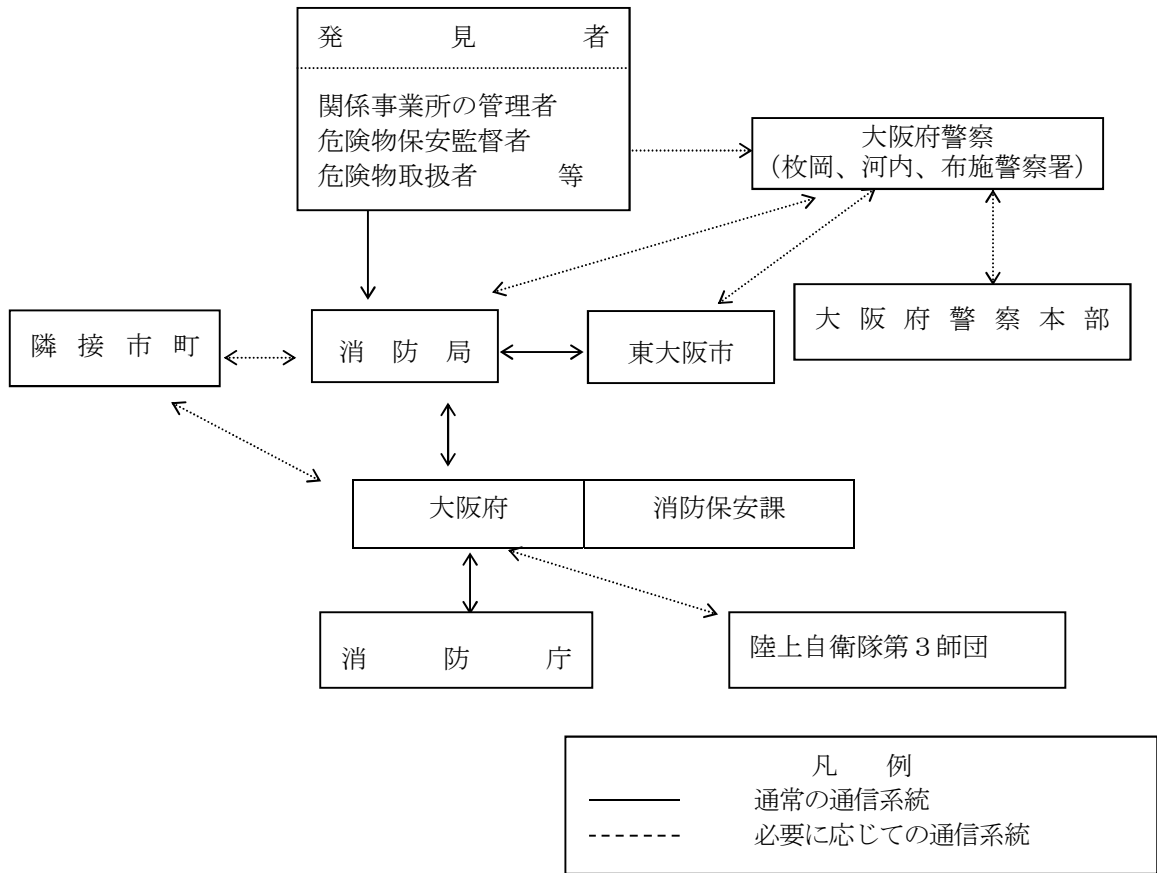 発見者
関係事業所の管理者
危険物保安監督者
危険物取扱者　等
大阪府警察
（枚岡、河内、布施警察署）
大阪府警察本部
隣接市町
消防局
東大阪市
大阪府
消防保安課
消防庁
陸上自衛隊第３師団
凡例
通常の通信系統
必要に応じての通信系統